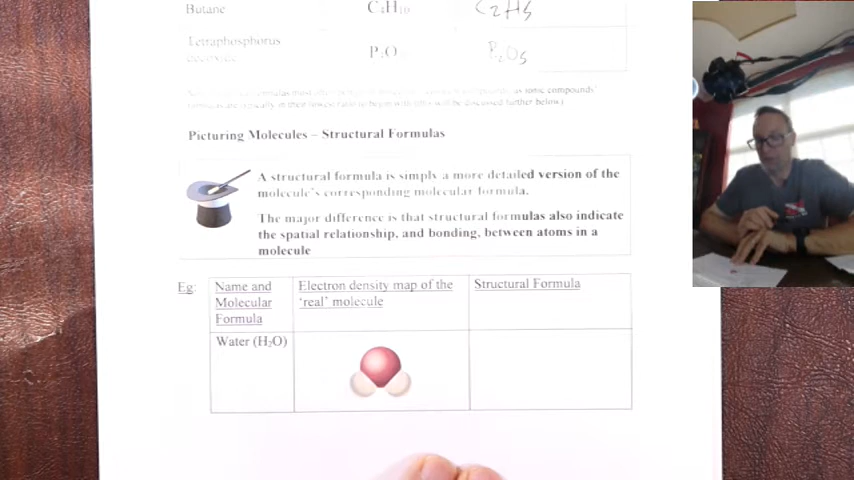 Butane C₄H₁₀ C₂H₅
Tetraphosphorus P₂O₅
Picturing Molecules – Structural Formulas
A structural formula is simply a more detailed version of the
molecule's corresponding molecular formula.
The major difference is that structural formulas also indicate
the spatial relationship, and bonding, between atoms in a
molecule
Eg: Name and Electron density map of the Structural Formula
Molecular 'real' molecule
Formula
Water (H₂O)